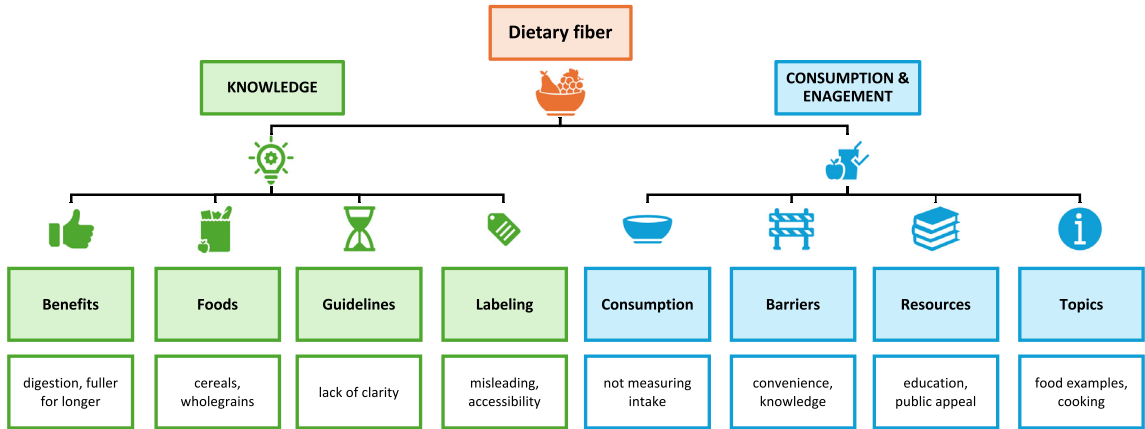 Dietary fiber
KNOWLEDGE
CONSUMPTION &
ENAGEMENT
Benefits
Foods
Guidelines
Labeling
Consumption
Barriers
Resources
Topics
digestion, fuller
for longer
cereals,
wholegrains
lack of clarity
misleading,
accessibility
not measuring
intake
convenience,
knowledge
education,
public appeal
food examples,
cooking